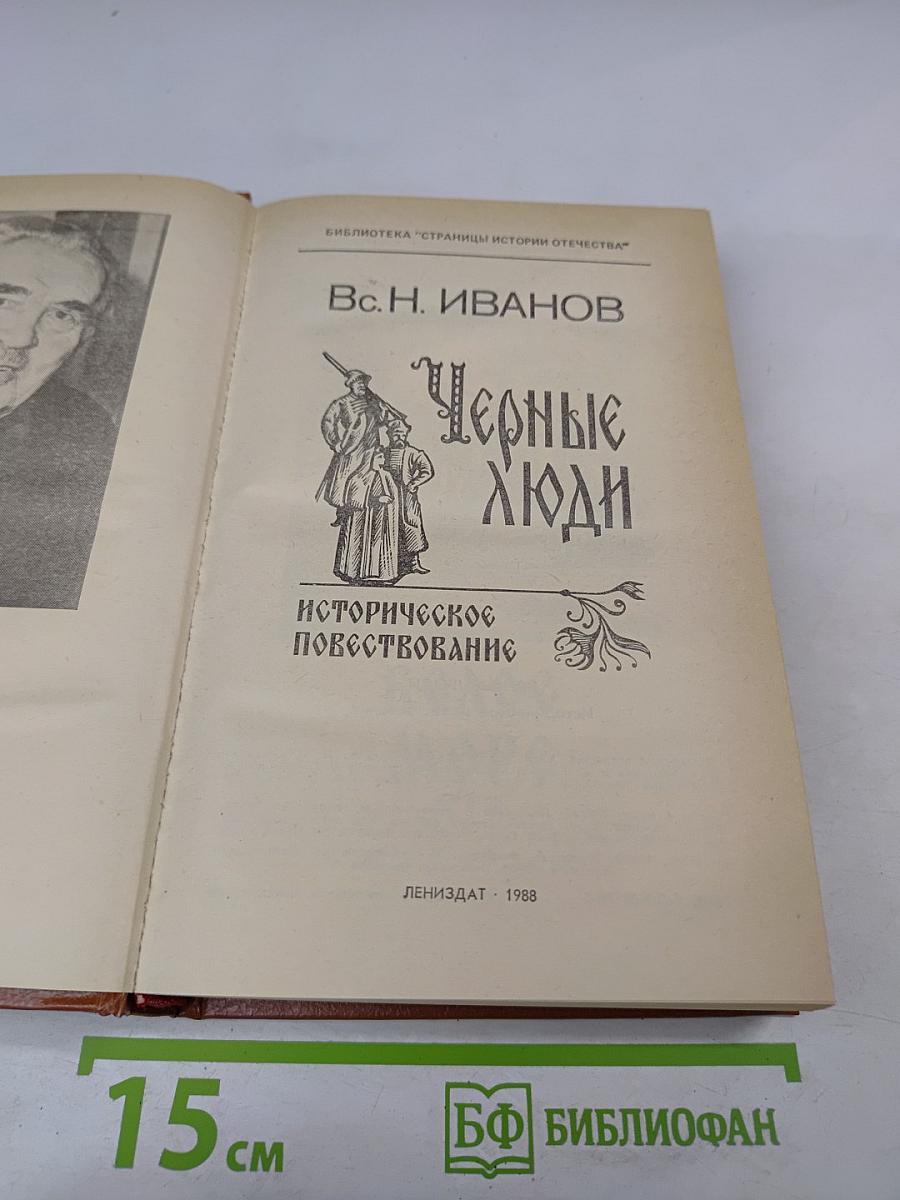 БИБЛИОТЕКА "СТРАНИЦЫ ИСТОРИИ ОТЕЧЕСТВА"
Вс. Н. ИВАНОВ
Черные
люди
историческое
повествование
ЛЕНИЗДАТ · 1988
15 см
БФ БИБЛИОФАН